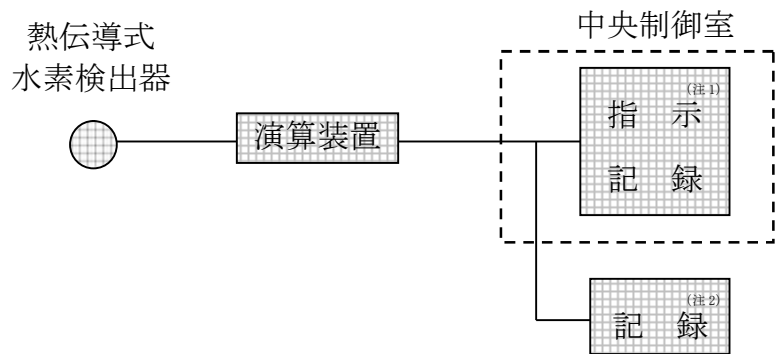 中央制御室
熱伝導式
水素検出器
演算装置
(注1)
指 示
記 録
(注2)
記 録